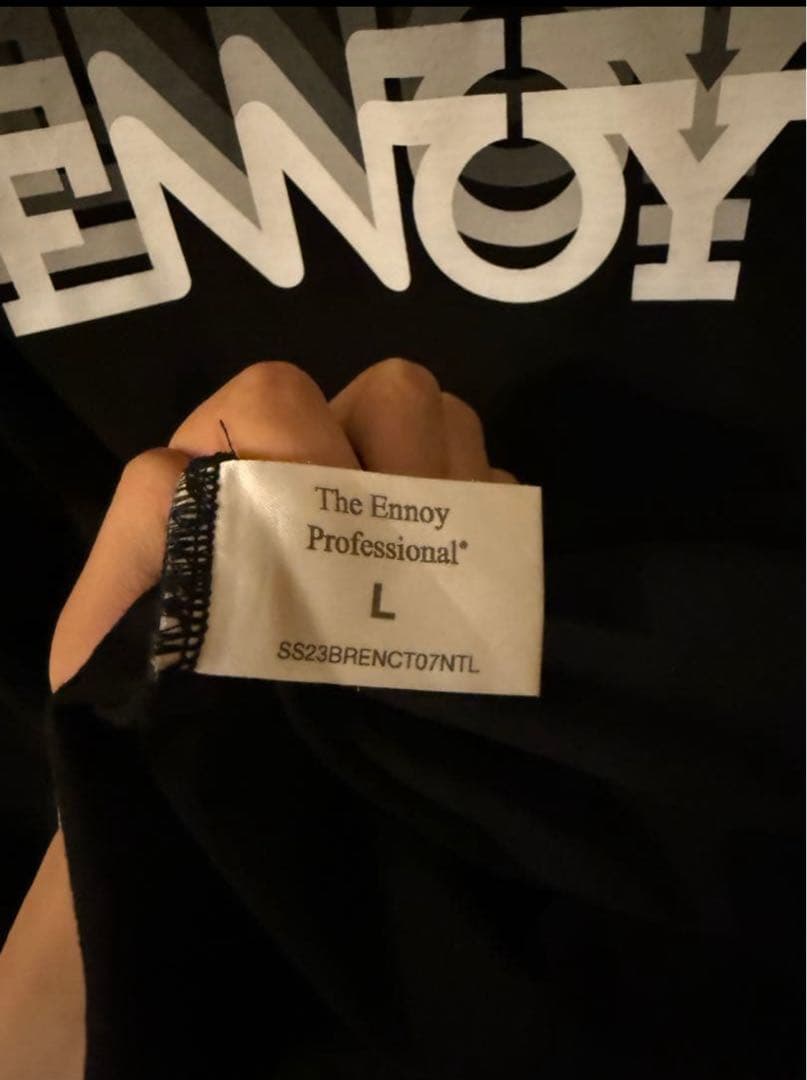 ENNOY
The Ennoy
Professional®
L
SS23BRENCT07NTL